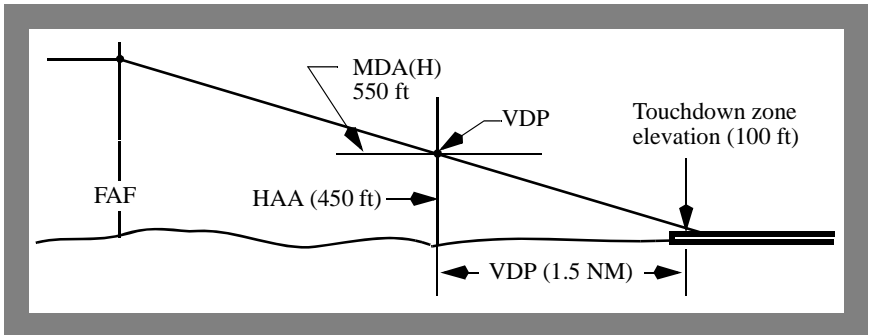 MDA(H)
550 ft
VDP
Touchdown zone
elevation (100 ft)
FAF
HAA (450 ft)
VDP (1.5 NM)